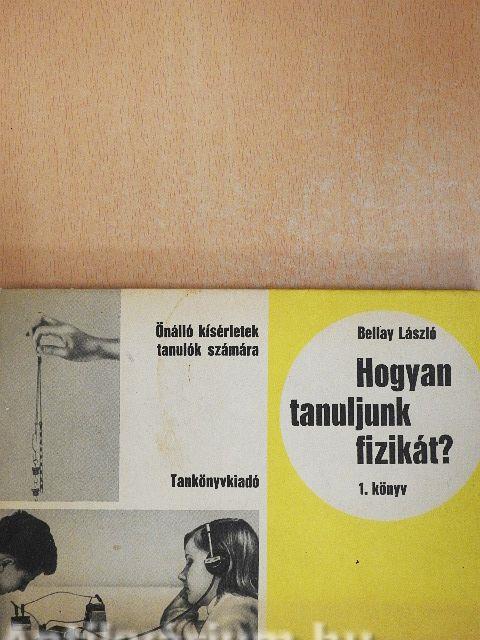 Önálló kísérletek
tanulók számára
Tankönyvkiadó
Bellay László
Hogyan
tanuljunk
fizikát?
1. könyv